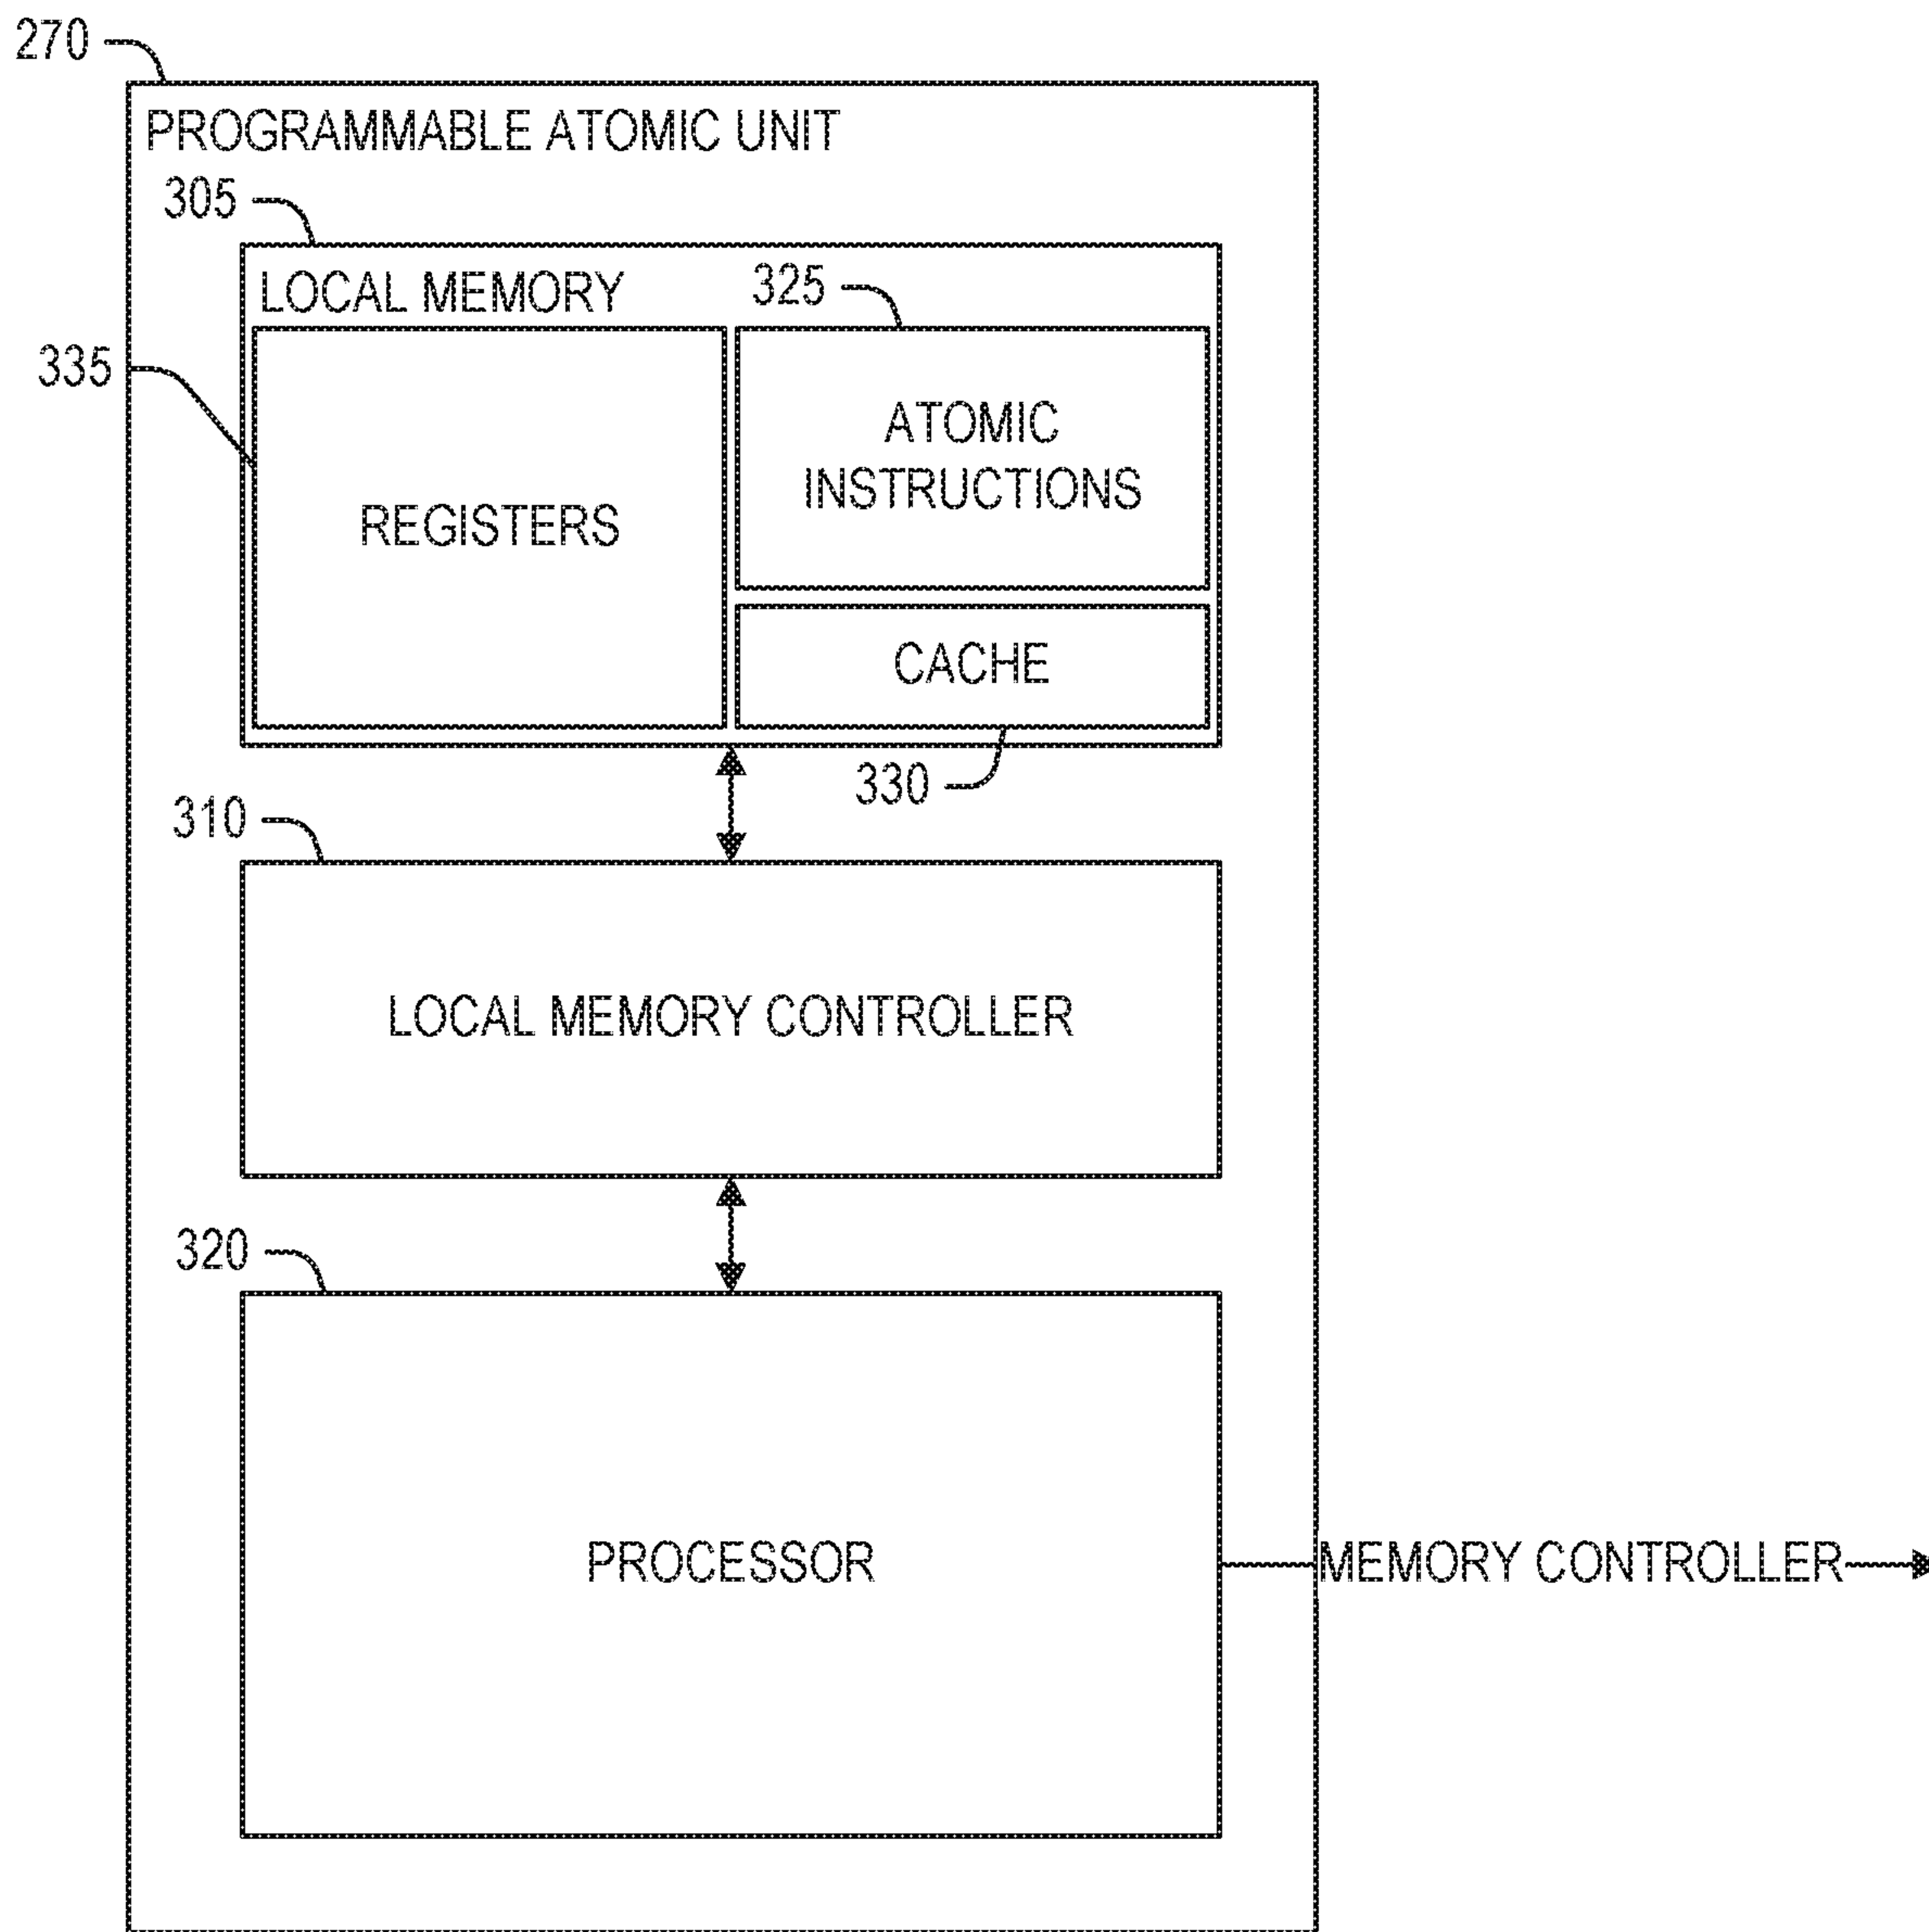 270
PROGRAMMABLE ATOMIC UNIT
305
LOCAL MEMORY
325
335
ATOMIC
INSTRUCTIONS
REGISTERS
CACHE
330
310
LOCAL MEMORY CONTROLLER
320
PROCESSOR
MEMORY CONTROLLER